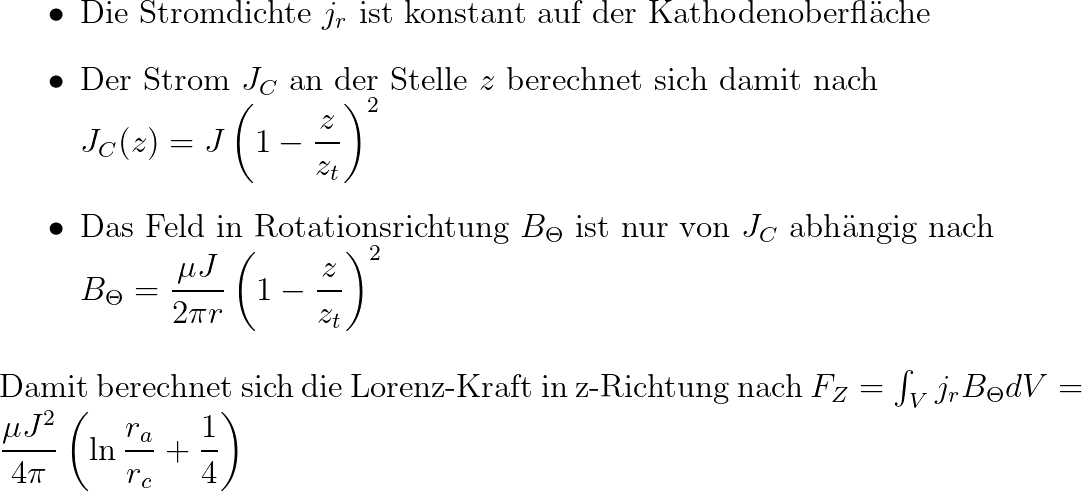 • Die Stromdichte $j_r$ ist konstant auf der Kathodenoberfläche
• Der Strom $J_C$ an der Stelle $z$ berechnet sich damit nach
$J_C(z) = J\left(1 - \frac{z}{z_t}\right)^2$
• Das Feld in Rotationsrichtung $B_\Theta$ ist nur von $J_C$ abhängig nach
$B_\Theta = \frac{\mu J}{2\pi r}\left(1 - \frac{z}{z_t}\right)^2$
Damit berechnet sich die Lorenz-Kraft in z-Richtung nach $F_Z = \int_V j_r B_\Theta dV =$
$\frac{\mu J^2}{4\pi}\left(\ln\frac{r_a}{r_c} + \frac{1}{4}\right)$